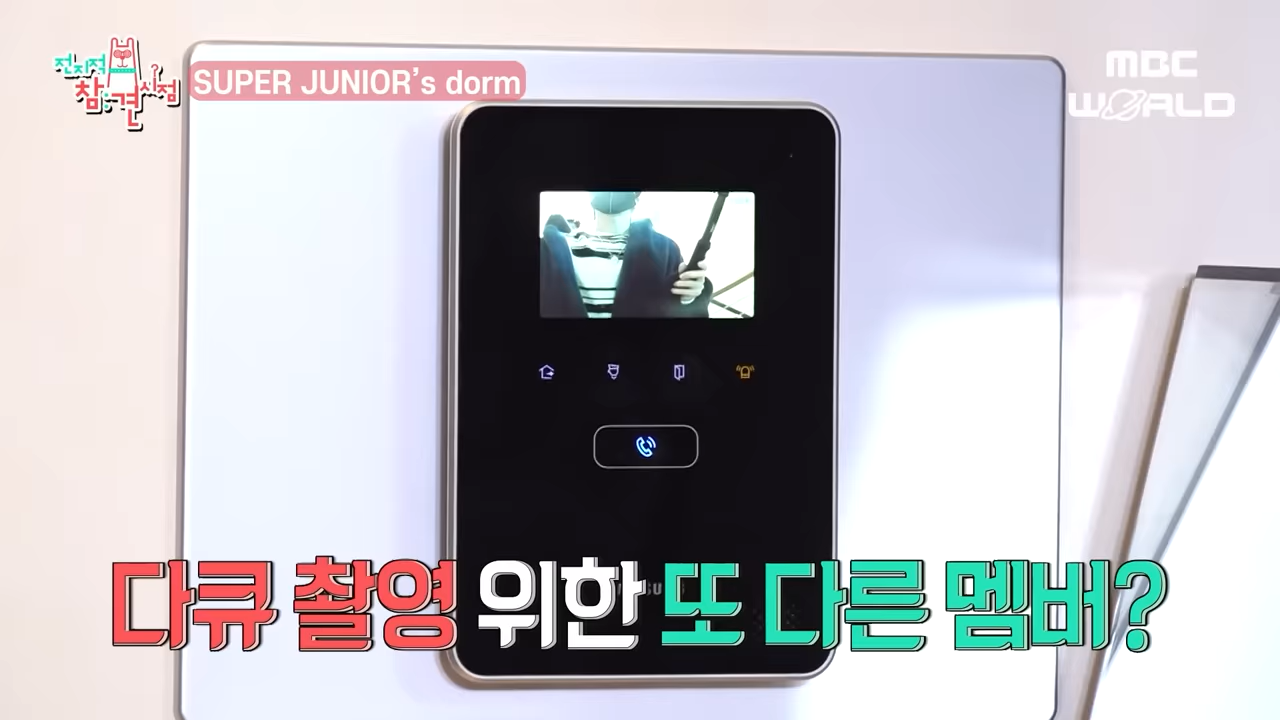 전지적
참견 시점
SUPER JUNIOR's dorm
MBC
WORLD
다큐 촬영 위한 또 다른 멤버?